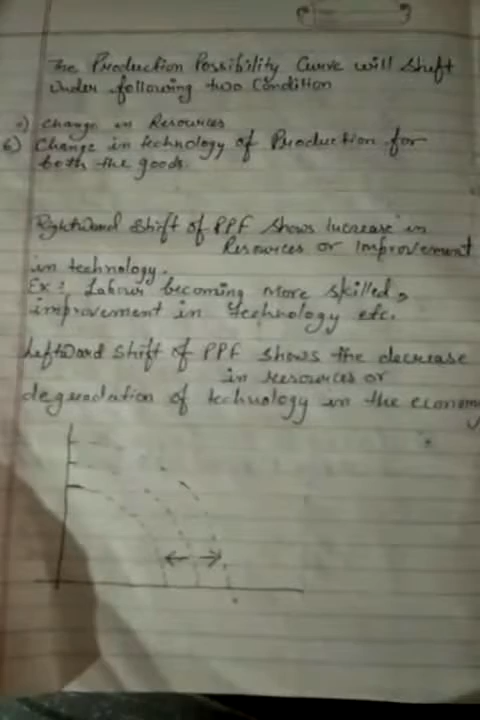 The Production Possibility Curve will Shift
under following two Condition
a) Change in Resources
b) Change in technology of Production for
both the goods.
Rightward Shift of PPF Shows Increase in
Resources or Improvement
in technology.
Ex: Labour becoming More skilled,
improvement in technology etc.
Leftward Shift of PPF Shows the decrease
in resources or
degradation of technology in the economy